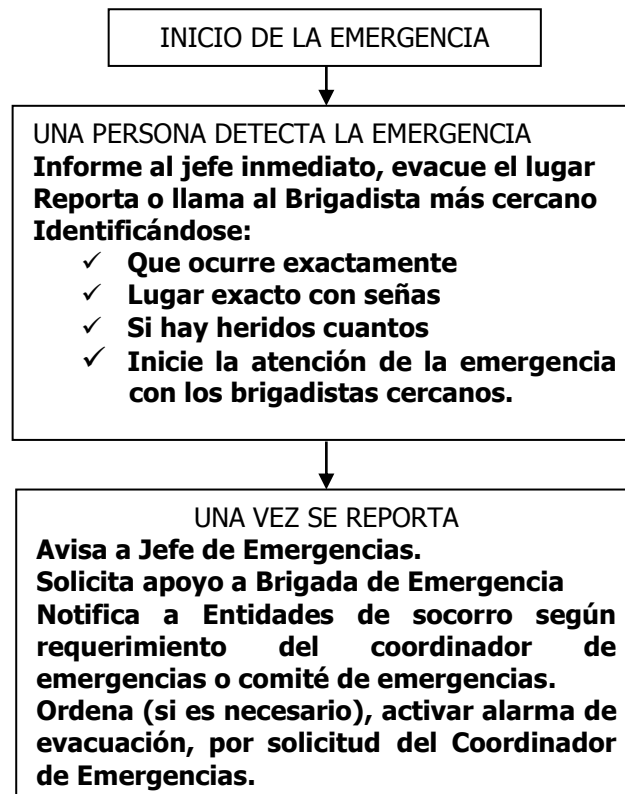 INICIO DE LA EMERGENCIA
UNA PERSONA DETECTA LA EMERGENCIA
Informe al jefe inmediato, evacue el lugar
Reporta o llama al Brigadista más cercano
Identificándose:
✓ Que ocurre exactamente
✓ Lugar exacto con señas
✓ Si hay heridos cuantos
✓ Inicie la atención de la emergencia
con los brigadistas cercanos.
UNA VEZ SE REPORTA
Avisa a Jefe de Emergencias.
Solicita apoyo a Brigada de Emergencia
Notifica a Entidades de socorro según
requerimiento del coordinador de
emergencias o comité de emergencias.
Ordena (si es necesario), activar alarma de
evacuación, por solicitud del Coordinador
de Emergencias.